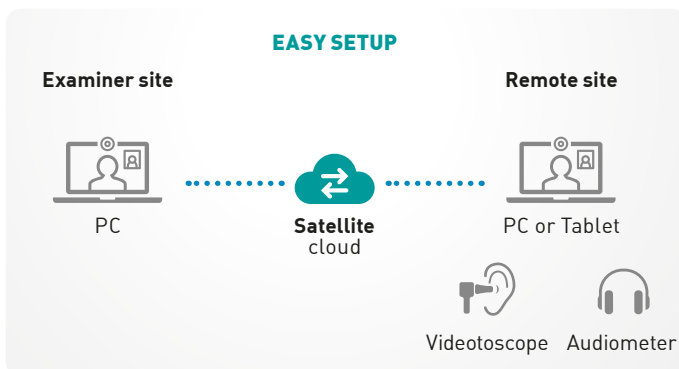 EASY SETUP
Examiner site
Remote site
PC
Satellite
cloud
PC or Tablet
Videotoscope
Audiometer